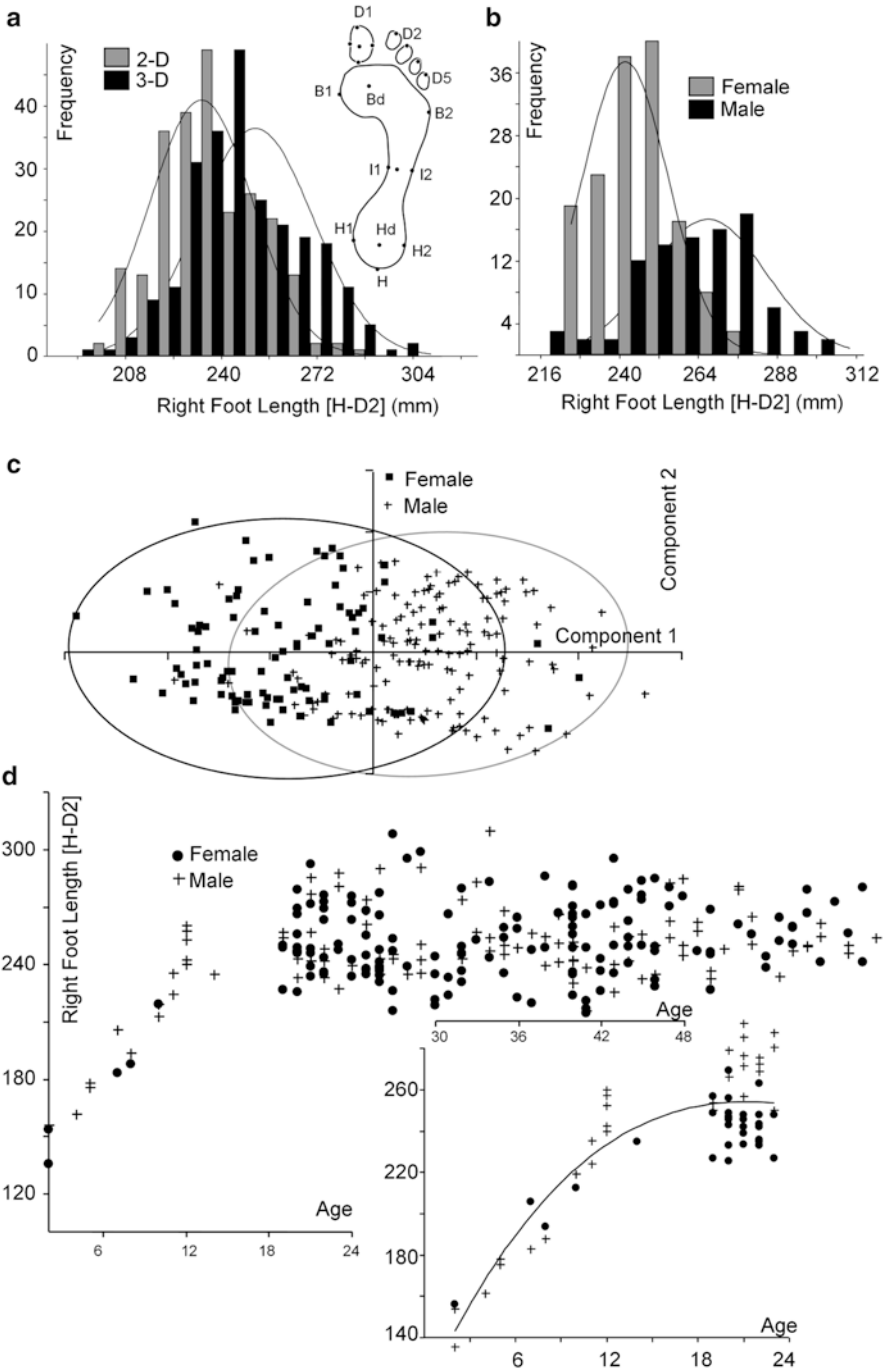 a
2-D
3-D
Frequency
40
30
20
10
0
208
240
272
304
Right Foot Length [H-D2] (mm)
D1
D2
D5
B1
Bd
B2
I1
I2
H1
Hd
H2
H
b
Frequency
Female
Male
36
28
20
12
4
216
240
264
288
312
Right Foot Length [H-D2] (mm)
c
Female
Male
Component 2
Component 1
d
Right Foot Length [H-D2]
Female
Male
300
240
180
120
Age
6
12
18
24
Age
30
36
42
48
260
220
180
140
Age
6
12
18
24